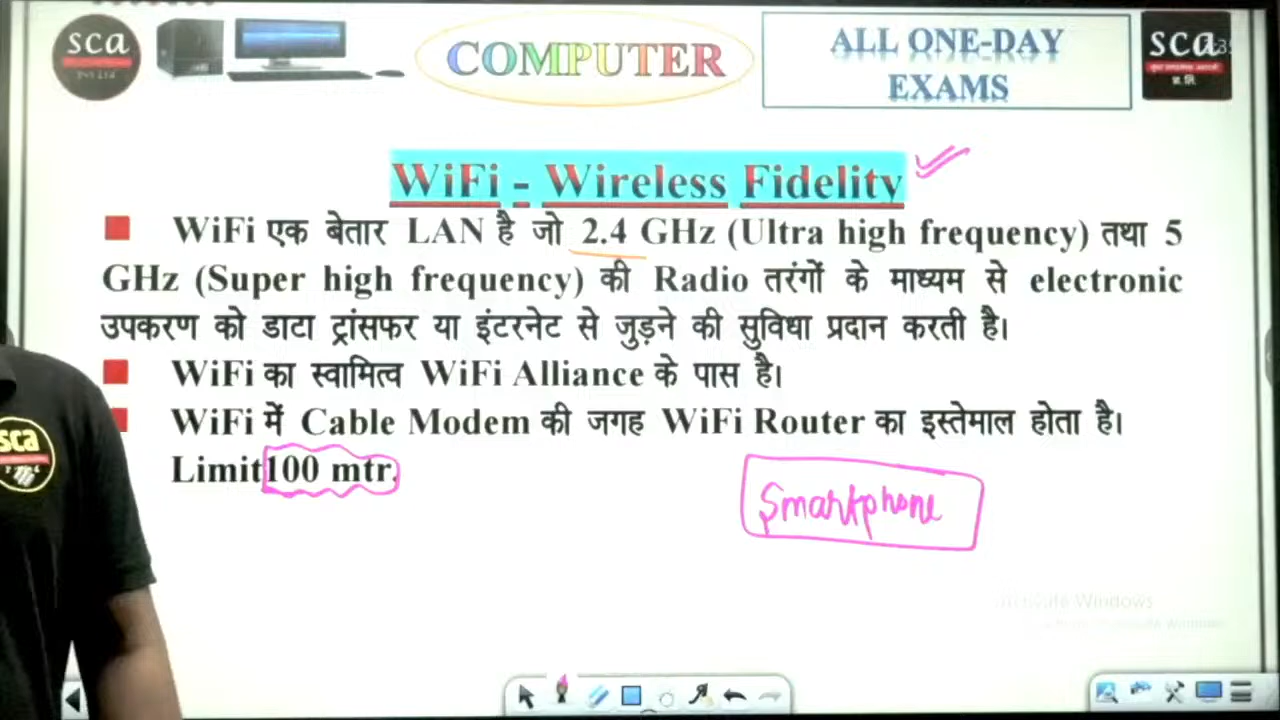 sca
COMPUTER
ALL ONE-DAY
EXAMS
sca
प्रा. लि.
WiFi - Wireless Fidelity
WiFi एक बेतार LAN है जो 2.4 GHz (Ultra high frequency) तथा 5
GHz (Super high frequency) की Radio तरंगों के माध्यम से electronic
उपकरण को डाटा ट्रांसफर या इंटरनेट से जुड़ने की सुविधा प्रदान करती है।
WiFi का स्वामित्व WiFi Alliance के पास है।
WiFi में Cable Modem की जगह WiFi Router का इस्तेमाल होता है।
Limit 100 mtr.
Smartphone
sca
Activate Windows